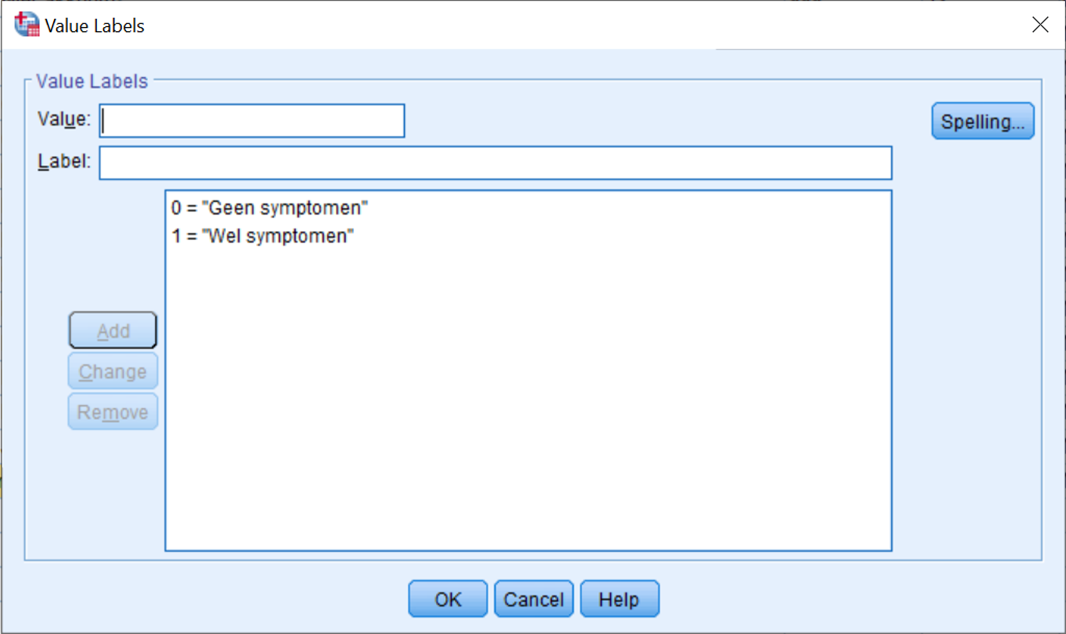 Value Labels
Value Labels
Value:
Spelling...
Label:
0 = "Geen symptomen"
1 = "Wel symptomen"
Add
Change
Remove
OK
Cancel
Help